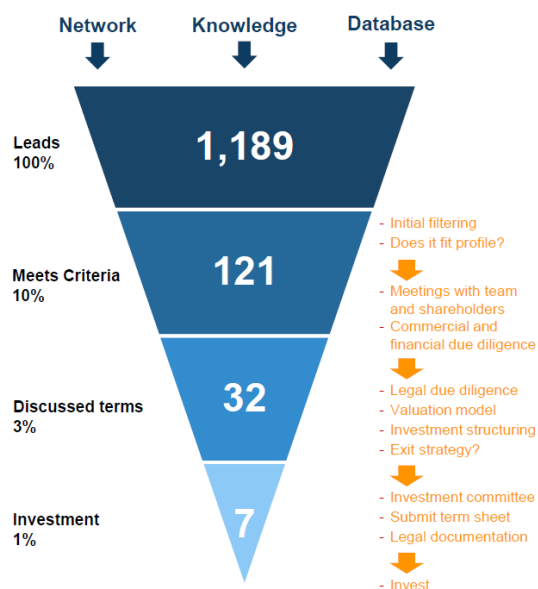 Network Knowledge Database
Leads
100%
1,189
Meets Criteria
10%
121
Discussed terms
3%
32
Investment
1%
7
- Initial filtering
- Does it fit profile?
- Meetings with team
and shareholders
- Commercial and
financial due diligence
- Legal due diligence
- Valuation model
- Investment structuring
- Exit strategy?
- Investment committee
- Submit term sheet
- Legal documentation
- Invest